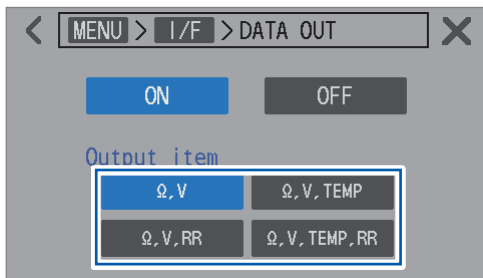 < MENU > I/F > DATA OUT X
ON OFF
Output item
Ω,V Ω,V,TEMP
Ω,V,RR Ω,V,TEMP,RR